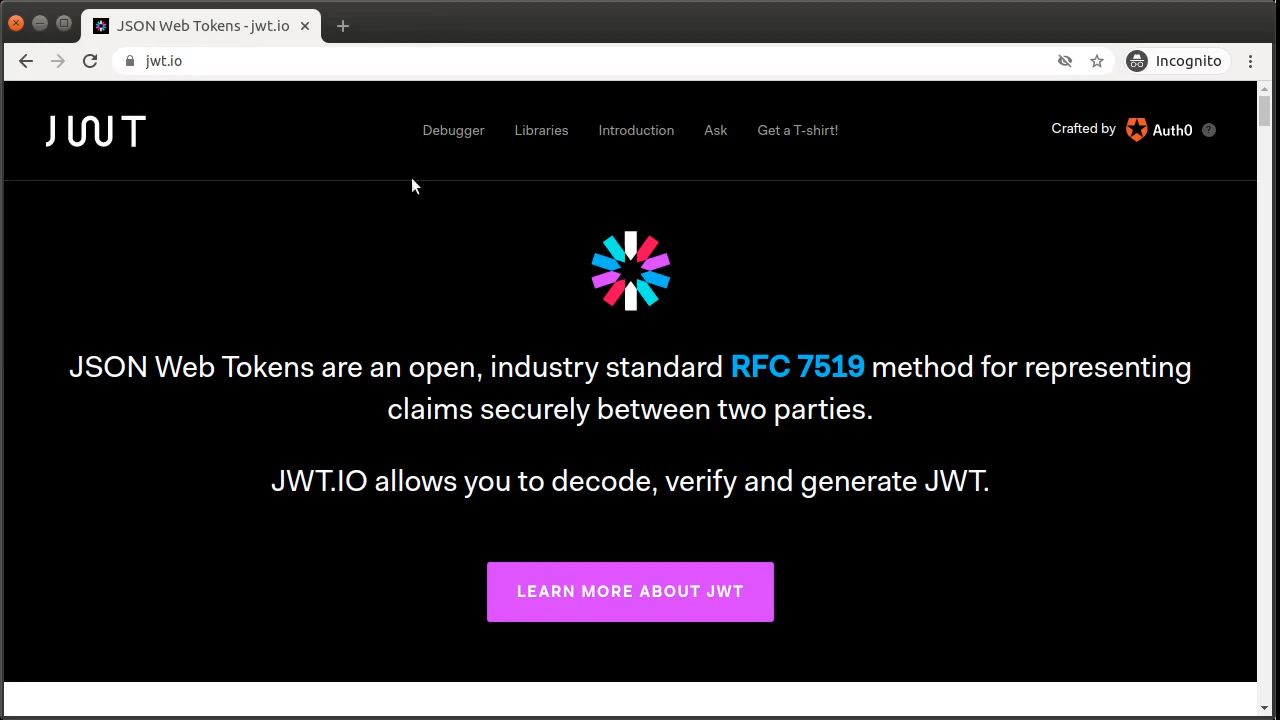 JSON Web Tokens - jwt.io
jwt.io
Incognito
JWT
Debugger
Libraries
Introduction
Ask
Get a T-shirt!
Crafted by
Auth0
?
JSON Web Tokens are an open, industry standard RFC 7519 method for representing
claims securely between two parties.
JWT.IO allows you to decode, verify and generate JWT.
LEARN MORE ABOUT JWT